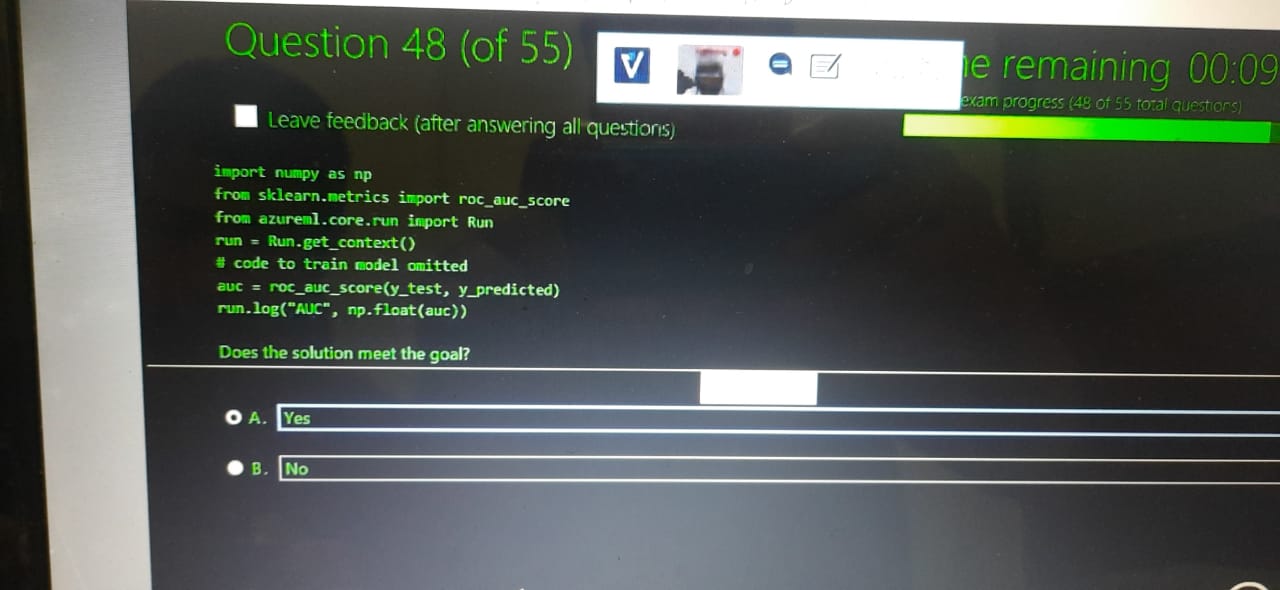 Question 48 (of 55)
remaining 00:09
exam progress (48 of 55 total questions)
Leave feedback (after answering all questions)
import numpy as np
from sklearn.metrics import roc_auc_score
from azureml.core.run import Run
run = Run.get_context()
# code to train model omitted
auc = roc_auc_score(y_test, y_predicted)
run.log("AUC", np.float(auc))
Does the solution meet the goal?
A. Yes
B. No